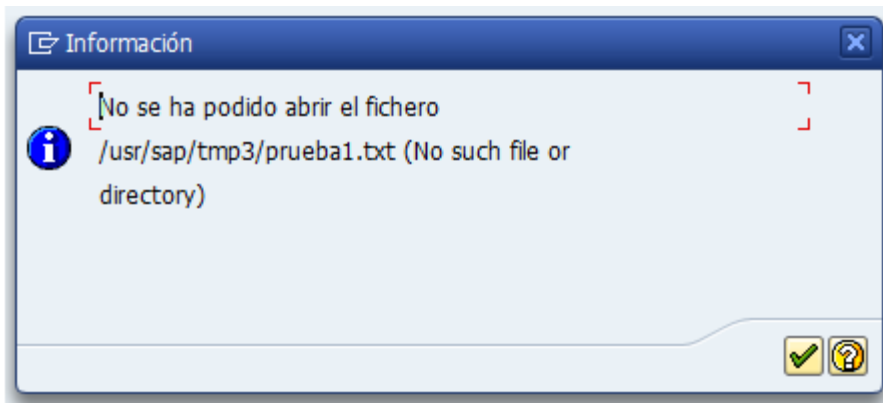 Información
No se ha podido abrir el fichero
/usr/sap/tmp3/prueba1.txt (No such file or
directory)